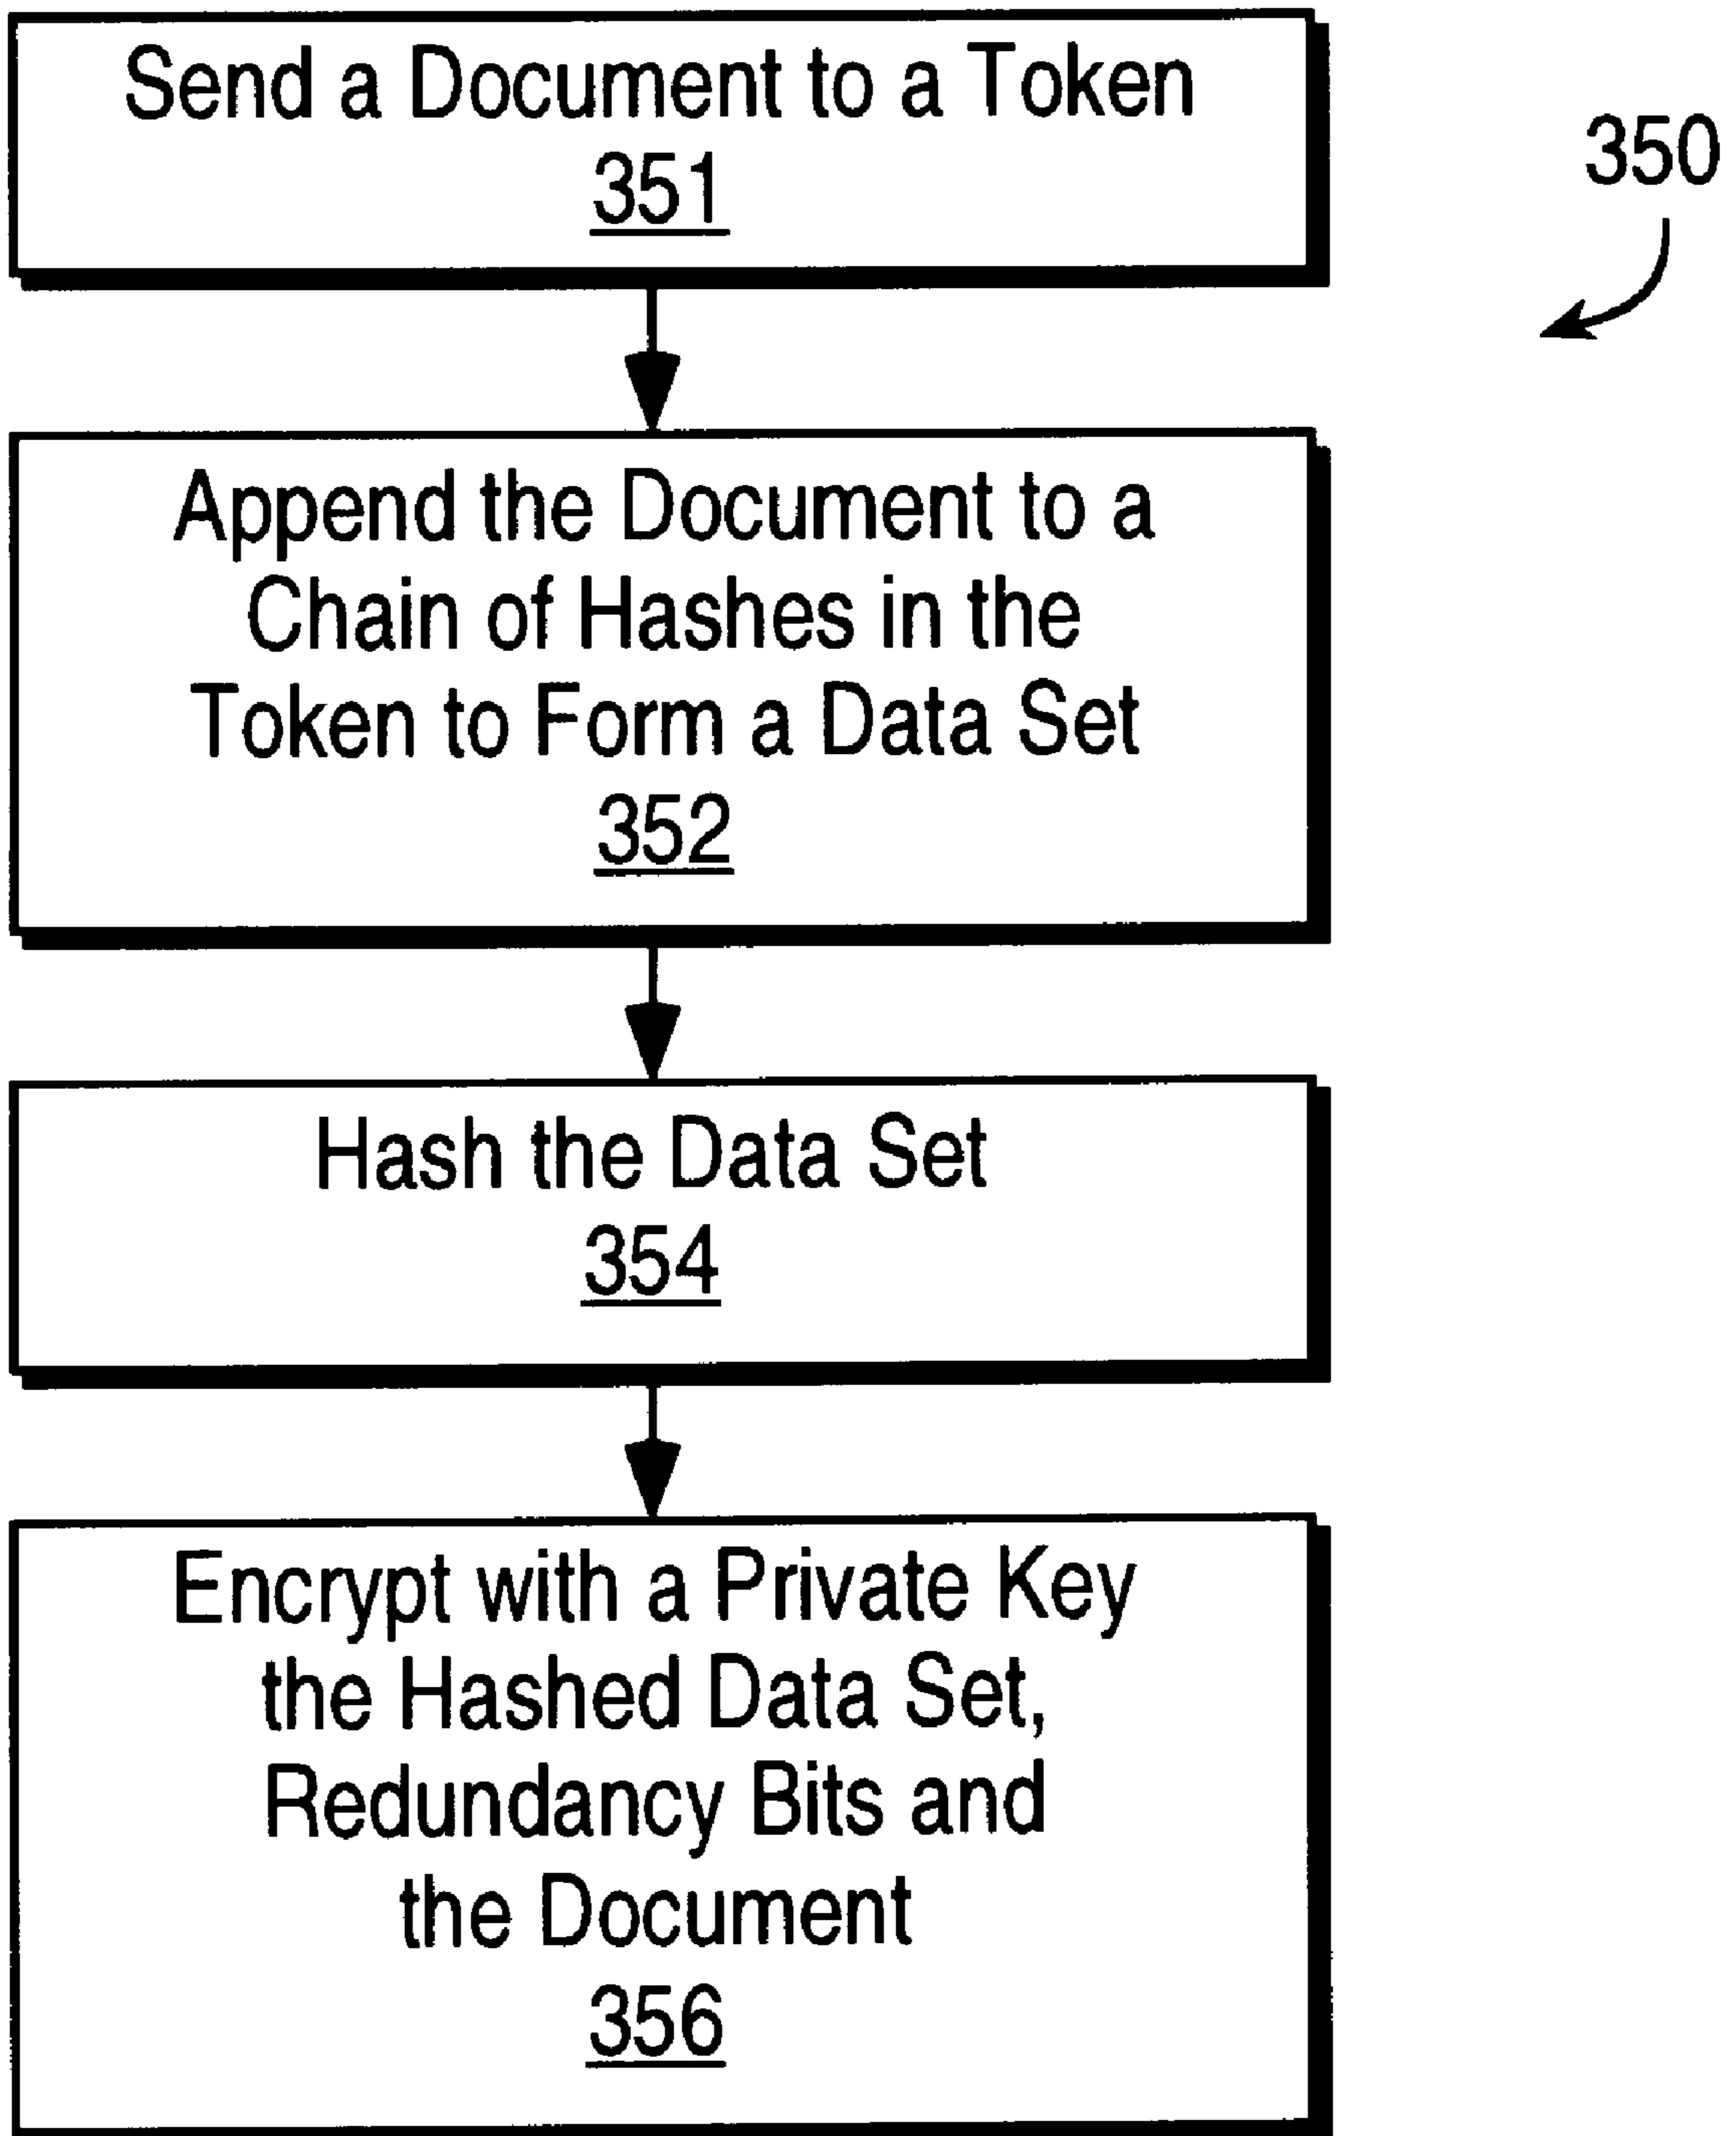 Send a Document to a Token
351
350
Append the Document to a
Chain of Hashes in the
Token to Form a Data Set
352
Hash the Data Set
354
Encrypt with a Private Key
the Hashed Data Set,
Redundancy Bits and
the Document
356